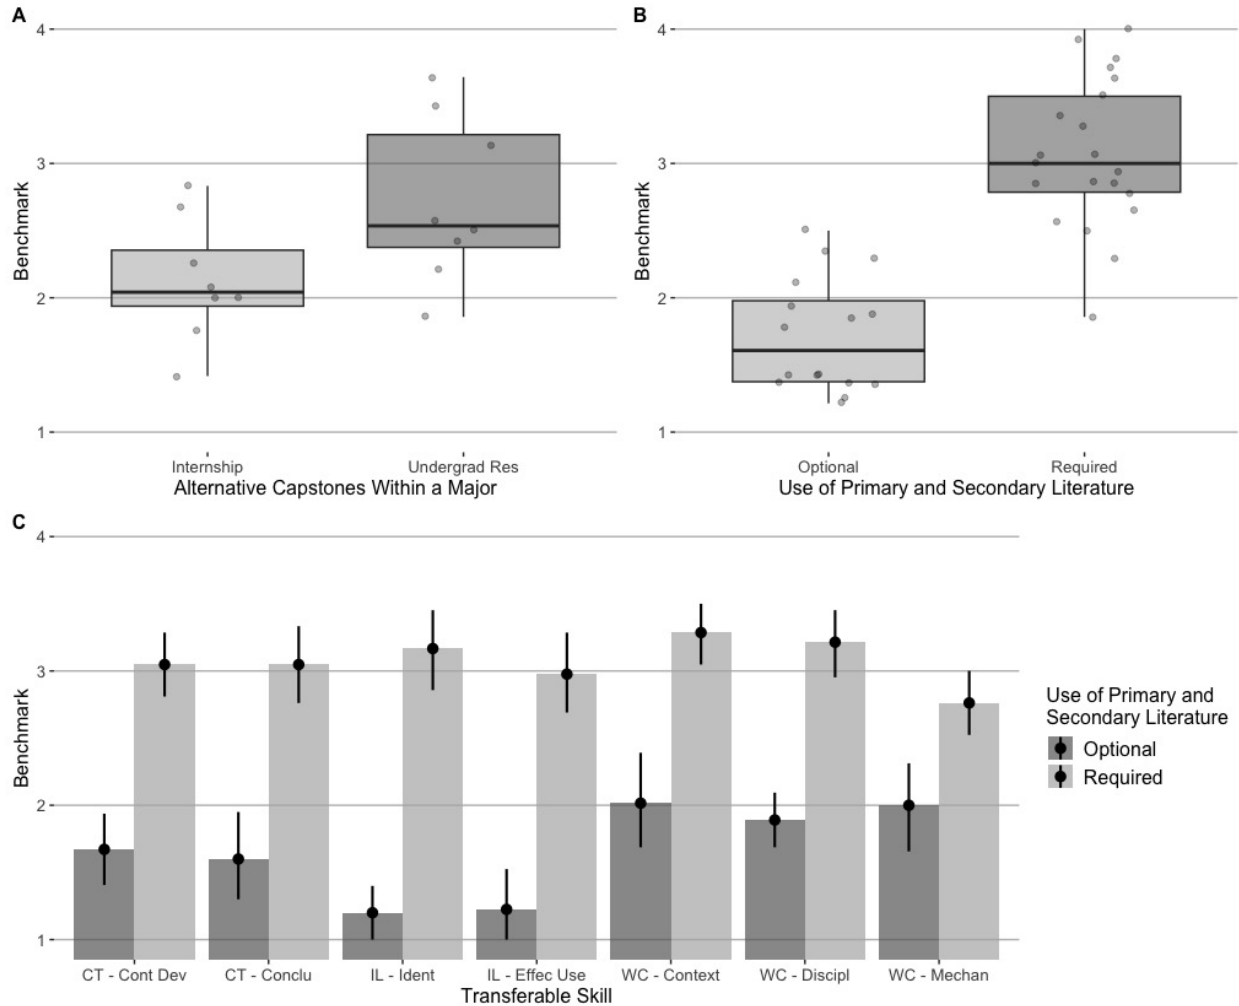 A
4
3
2
1
Benchmark
Internship
Undergrad Res
Alternative Capstones Within a Major
B
4
3
2
1
Benchmark
Optional
Required
Use of Primary and Secondary Literature
C
4
3
2
1
Benchmark
CT - Cont Dev
CT - Conclu
IL - Ident
IL - Effec Use
WC - Context
WC - Discipl
WC - Mechan
Transferable Skill
Use of Primary and
Secondary Literature
Optional
Required